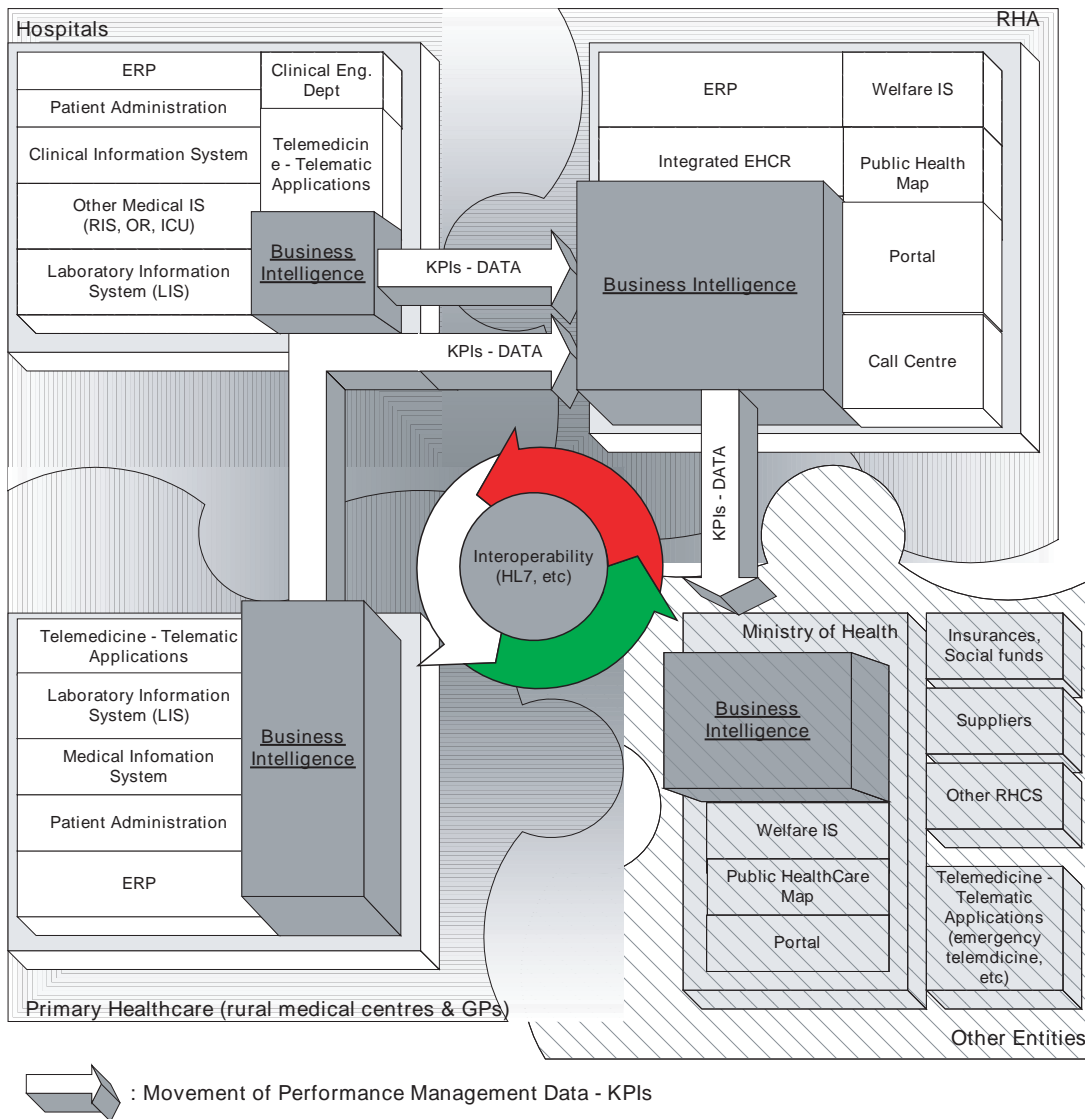 Hospitals
ERP
Patient Administration
Clinical Information System
Other Medical IS
(RIS, OR, ICU)
Laboratory Information
System (LIS)
Clinical Eng.
Dept
Telemedicin
e - Telematic
Applications
Business
Intelligence
KPIs - DATA
KPIs - DATA
RHA
ERP
Integrated EHCR
Welfare IS
Public Health
Map
Portal
Call Centre
Business Intelligence
KPIs - DATA
Interoperability
(HL7, etc)
Telemedicine - Telematic
Applications
Laboratory Information
System (LIS)
Medical Infomation
System
Patient Administration
ERP
Business
Intelligence
Primary Healthcare (rural medical centres & GPs)
Ministry of Health
Business
Intelligence
Welfare IS
Public HealthCare
Map
Portal
Insurances,
Social funds
Suppliers
Other RHCS
Telemedicine -
Telematic
Applications
(emergency
telemdicine,
etc)
Other Entities
: Movement of Performance Management Data - KPIs